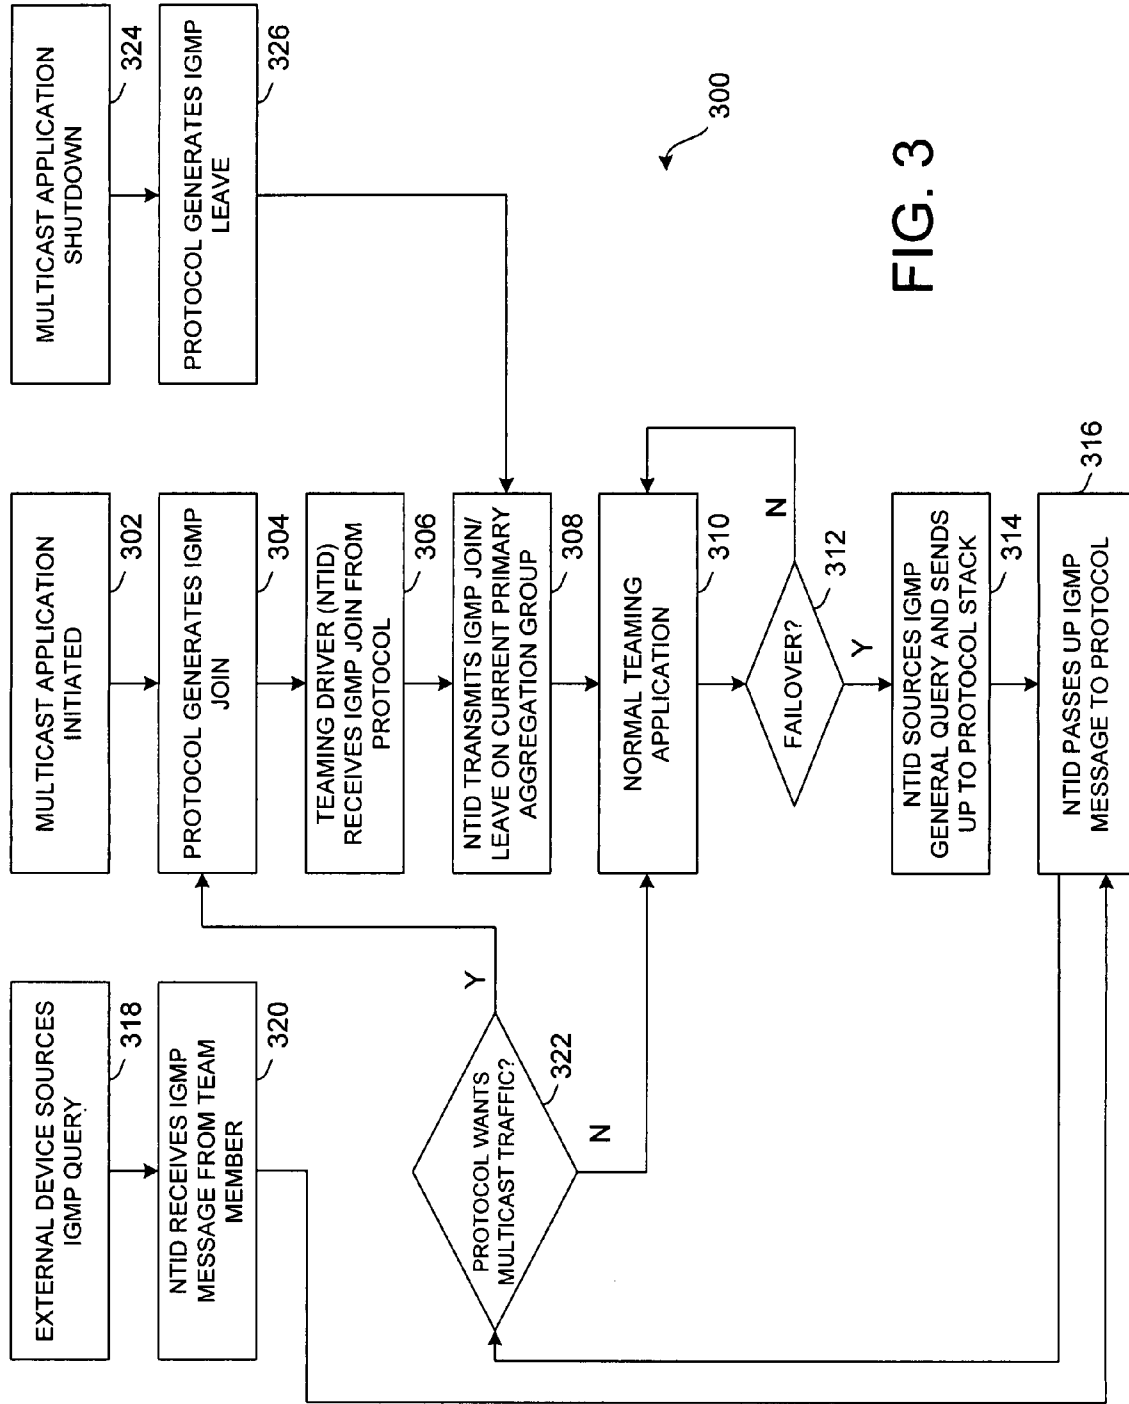 EXTERNAL DEVICE SOURCES
IGMP QUERY
318
NTID RECEIVES IGMP
MESSAGE FROM TEAM
MEMBER
320
PROTOCOL WANTS
MULTICAST TRAFFIC?
322
Y
N
MULTICAST APPLICATION
INITIATED
302
PROTOCOL GENERATES IGMP
JOIN
304
TEAMING DRIVER (NTID)
RECEIVES IGMP JOIN FROM
PROTOCOL
306
NTID TRANSMITS IGMP JOIN/
LEAVE ON CURRENT PRIMARY
AGGREGATION GROUP
308
NORMAL TEAMING
APPLICATION
310
FAILOVER?
312
N
Y
NTID SOURCES IGMP
GENERAL QUERY AND SENDS
UP TO PROTOCOL STACK
314
NTID PASSES UP IGMP
MESSAGE TO PROTOCOL
316
MULTICAST APPLICATION
SHUTDOWN
324
PROTOCOL GENERATES IGMP
LEAVE
326
300
FIG. 3